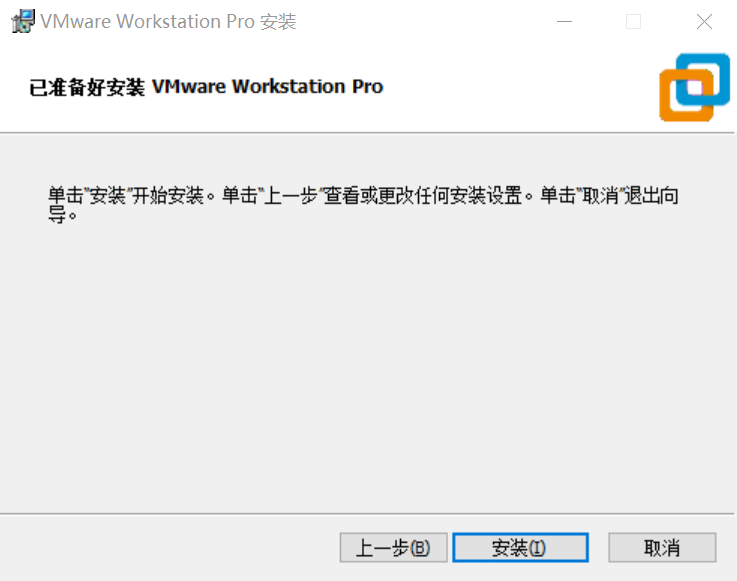 VMware Workstation Pro 安装
已准备好安装 VMware Workstation Pro
单击"安装"开始安装。单击"上一步"查看或更改任何安装设置。单击"取消"退出向
导。
上一步(B) 安装(I) 取消